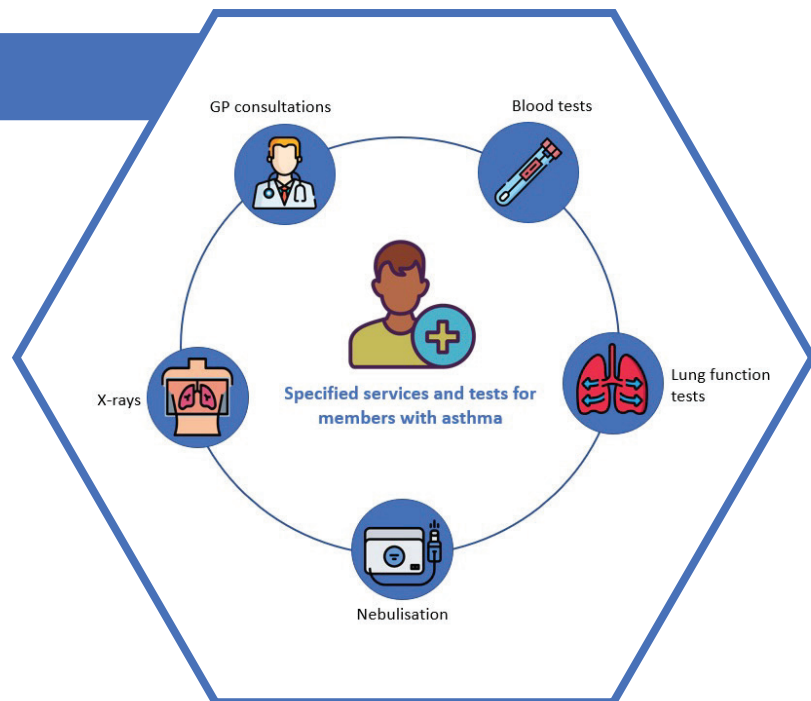 GP consultations
Blood tests
Specified services and tests for
members with asthma
X-rays
Lung function
tests
Nebulisation